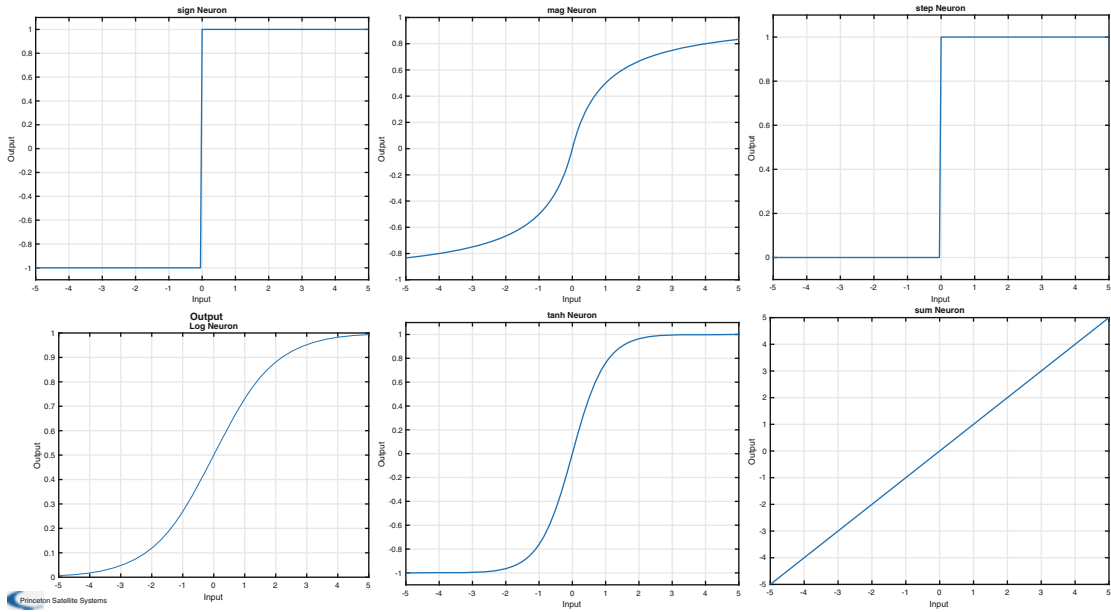 sign Neuron
1
0.8
0.6
0.4
0.2
0
-0.2
-0.4
-0.6
-0.8
-1
Output
-5 -4 -3 -2 -1 0 1 2 3 4 5
Input
mag Neuron
1
0.8
0.6
0.4
0.2
0
-0.2
-0.4
-0.6
-0.8
-1
Output
-5 -4 -3 -2 -1 0 1 2 3 4 5
Input
step Neuron
1
0.8
0.6
0.4
0.2
0
Output
-5 -4 -3 -2 -1 0 1 2 3 4 5
Input
Output
Log Neuron
1
0.9
0.8
0.7
0.6
0.5
0.4
0.3
0.2
0.1
0
Output
-5 -4 -3 -2 -1 0 1 2 3 4 5
Input
tanh Neuron
1
0.8
0.6
0.4
0.2
0
-0.2
-0.4
-0.6
-0.8
-1
Output
-5 -4 -3 -2 -1 0 1 2 3 4 5
Input
sum Neuron
5
4
3
2
1
0
-1
-2
-3
-4
-5
Output
-5 -4 -3 -2 -1 0 1 2 3 4 5
Input
Princeton Satellite Systems